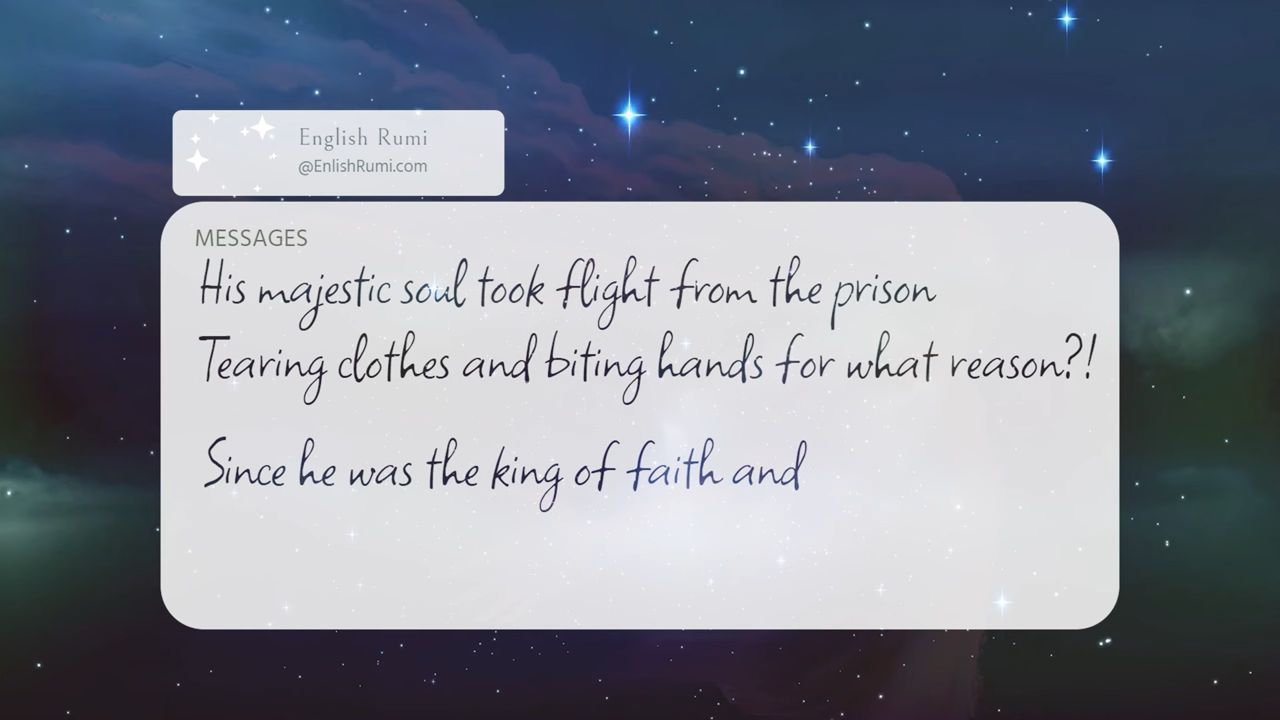 English Rumi
@EnlishRumi.com
MESSAGES
His majestic soul took flight from the prison
Tearing clothes and biting hands for what reason?!
Since he was the king of faith and